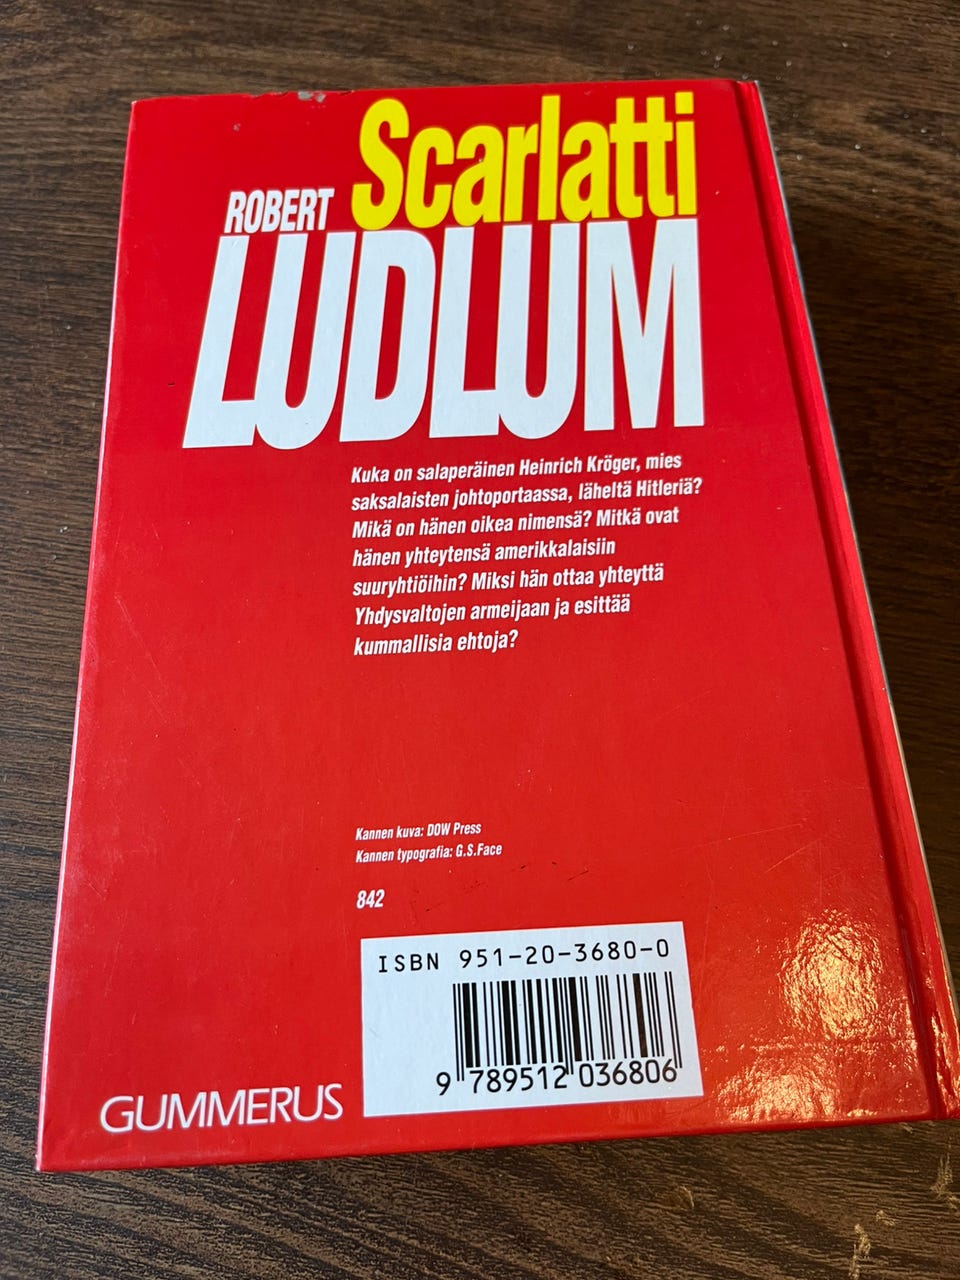 Scarlatti
ROBERT
LUDLUM
Kuka on salaperäinen Heinrich Kröger, mies
saksalaisten johtoportaassa, läheltä Hitleriä?
Mikä on hänen oikea nimensä? Mitkä ovat
hänen yhteytensä amerikkalaisiin
suuryhtiöihin? Miksi hän ottaa yhteyttä
Yhdysvaltojen armeijaan ja esittää
kummallisia ehtoja?
Kannen kuva: DOW Press
Kannen typografia: G.S.Face
842
ISBN 951-20-3680-0
9 789512 036806
GUMMERUS